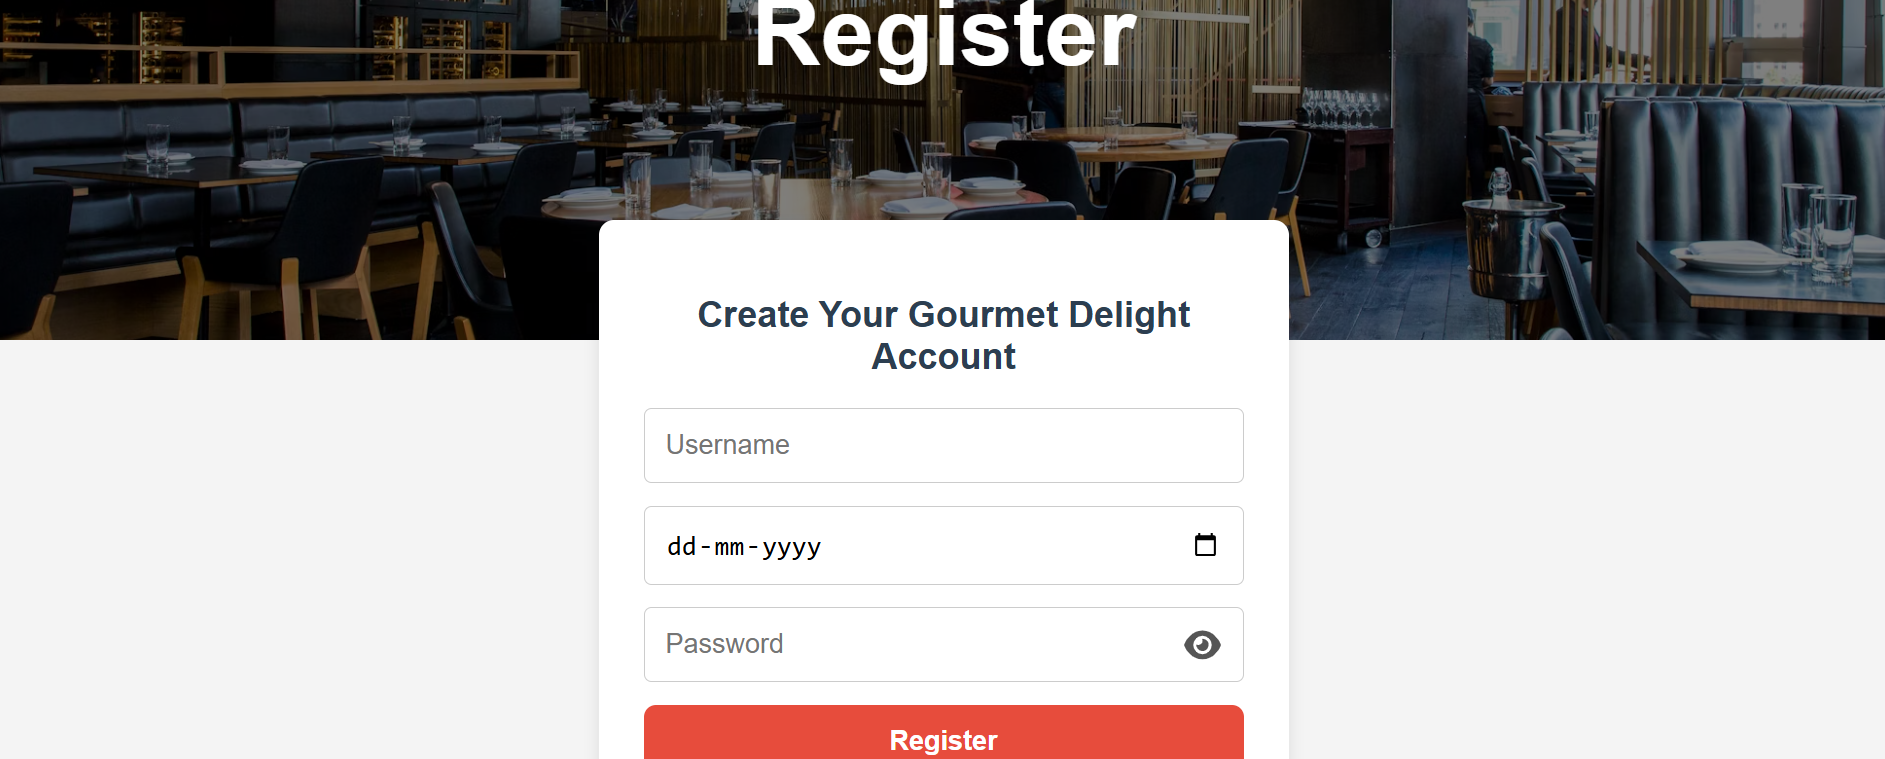 Register
Create Your Gourmet Delight
Account
Username
dd-mm-yyyy
Password
Register